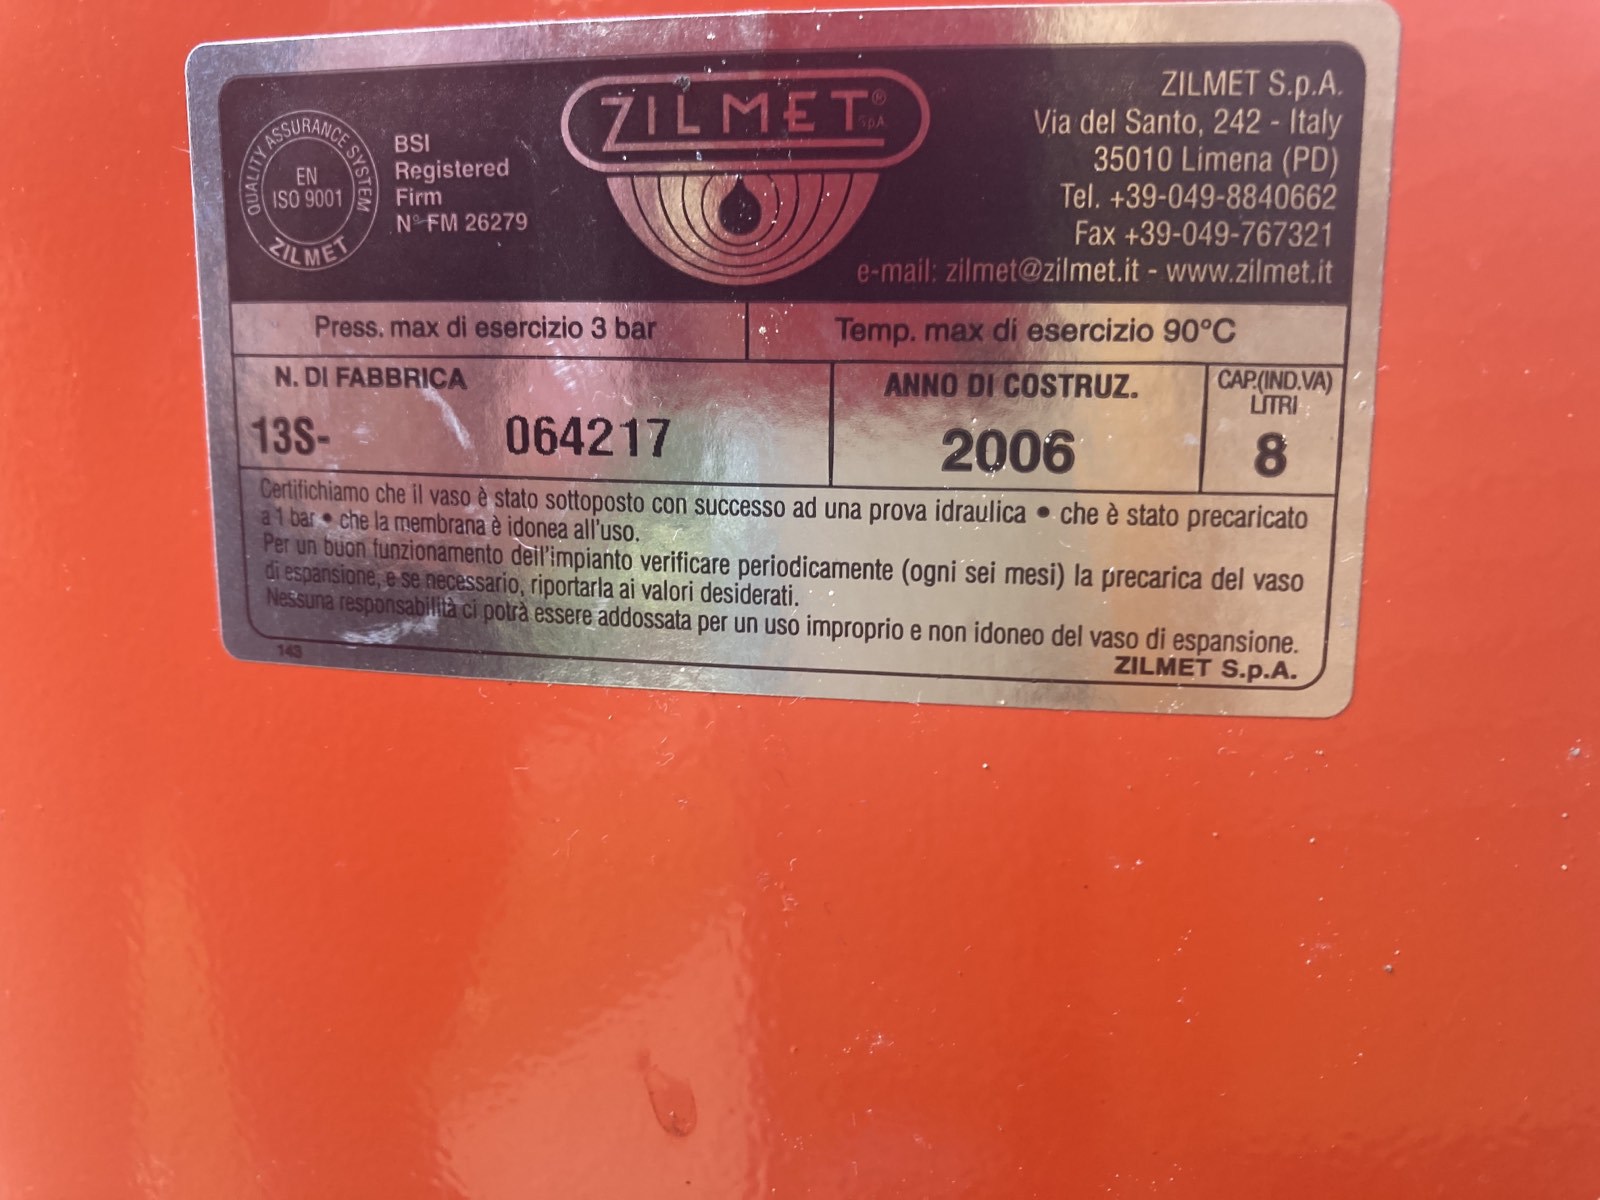 QUALITY ASSURANCE SYSTEM
EN
ISO 9001
ZILMET
BSI
Registered
Firm
N° FM 26279
ZILMET®
SpA
ZILMET S.p.A.
Via del Santo, 242 - Italy
35010 Limena (PD)
Tel. +39-049-8840662
Fax +39-049-767321
e-mail: zilmet@zilmet.it - www.zilmet.it
Press. max di esercizio 3 bar
Temp. max di esercizio 90°C
N. DI FABBRICA
13S- 064217
ANNO DI COSTRUZ.
2006
CAP.(IND.VA)
LITRI
8
Certifichiamo che il vaso è stato sottoposto con successo ad una prova idraulica • che è stato precaricato
a 1 bar • che la membrana è idonea all'uso.
Per un buon funzionamento dell'impianto verificare periodicamente (ogni sei mesi) la precarica del vaso
di espansione, e se necessario, riportarla ai valori desiderati.
Nessuna responsabilità ci potrà essere addossata per un uso improprio e non idoneo del vaso di espansione.
ZILMET S.p.A.
143